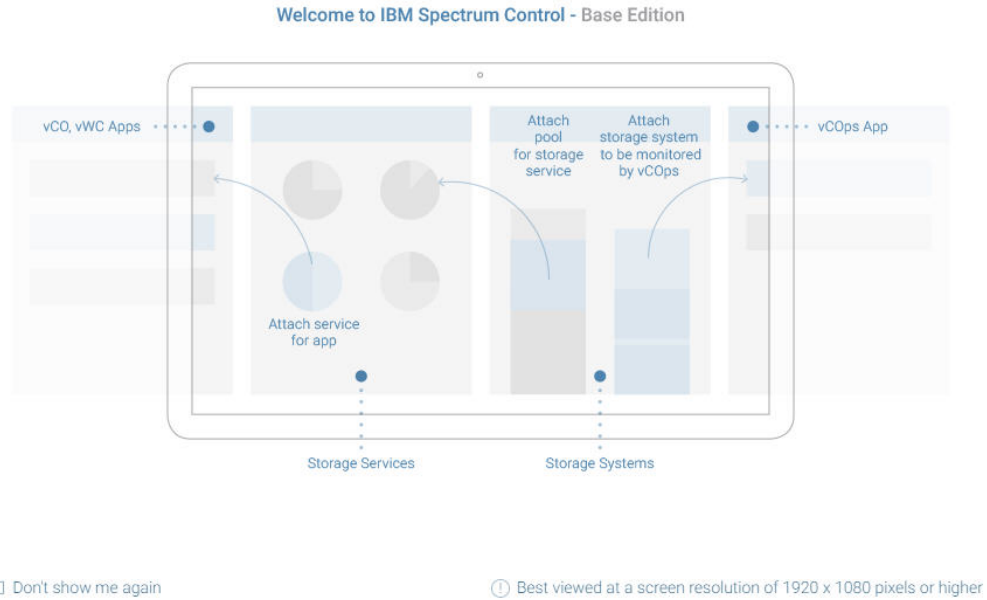 Welcome to IBM Spectrum Control - Base Edition
vCO, vWC Apps
Attach
pool
for storage
service
Attach
storage system
to be monitored
by vCOps
vCOps App
Attach service
for app
Storage Services
Storage Systems
Don't show me again
Best viewed at a screen resolution of 1920 x 1080 pixels or higher